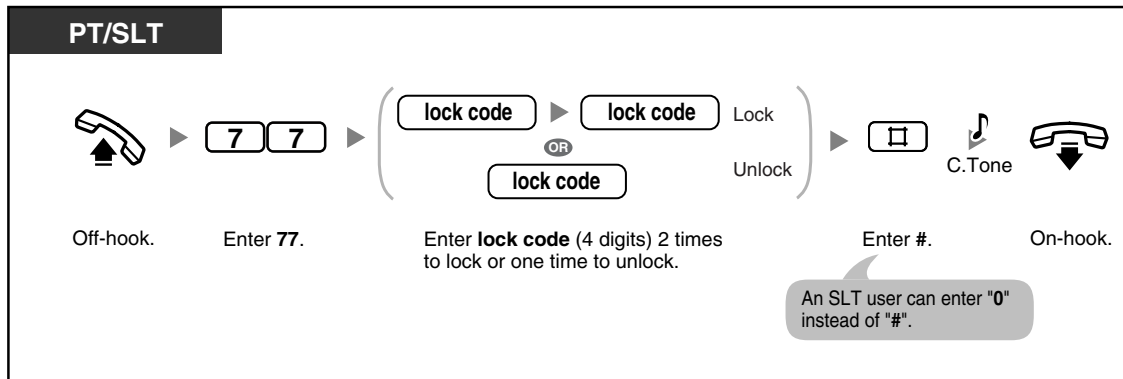 PT/SLT
7 7
lock code lock code Lock
OR
lock code Unlock
#
C.Tone
Off-hook.
Enter 77.
Enter lock code (4 digits) 2 times
to lock or one time to unlock.
Enter #.
On-hook.
An SLT user can enter "0"
instead of "#".